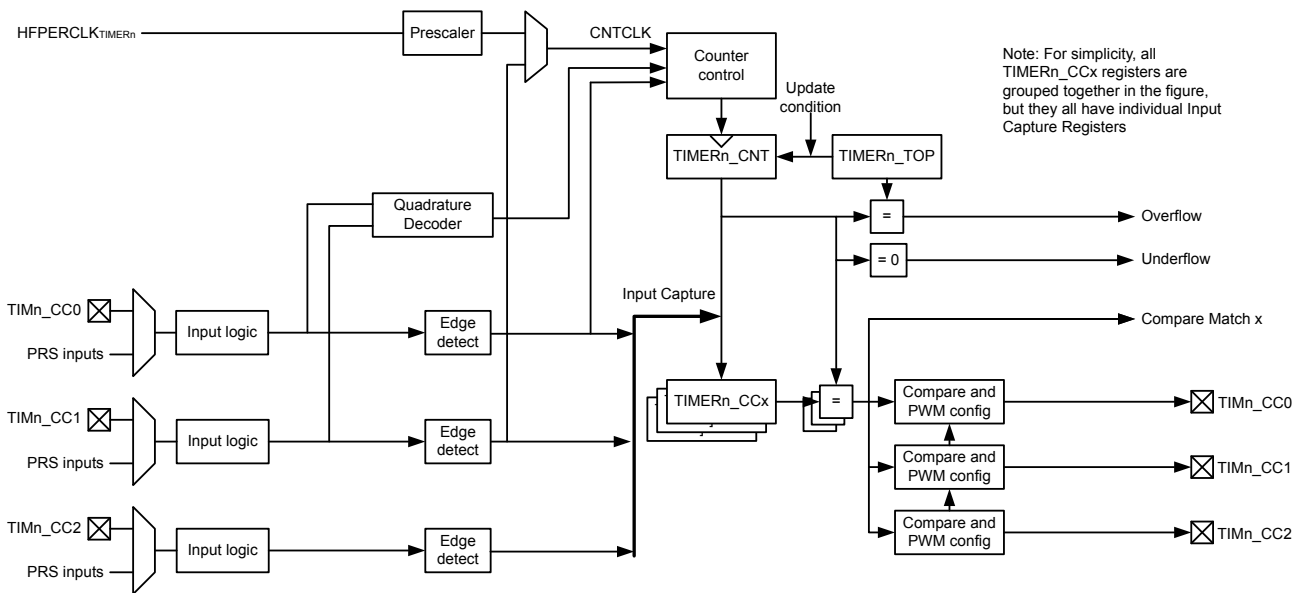 HFPERCLKTIMERn
Prescaler
CNTCLK
Counter
control
Note: For simplicity, all
TIMERn_CCx registers are
grouped together in the figure,
but they all have individual Input
Capture Registers
Update
condition
TIMERn_CNT
TIMERn_TOP
Quadrature
Decoder
=
Overflow
= 0
Underflow
Input Capture
TIMn_CC0
PRS inputs
Input logic
Edge
detect
Compare Match x
TIMERn_CCx
=
Compare and
PWM config
TIMn_CC0
TIMn_CC1
PRS inputs
Input logic
Edge
detect
Compare and
PWM config
TIMn_CC1
TIMn_CC2
PRS inputs
Input logic
Edge
detect
Compare and
PWM config
TIMn_CC2